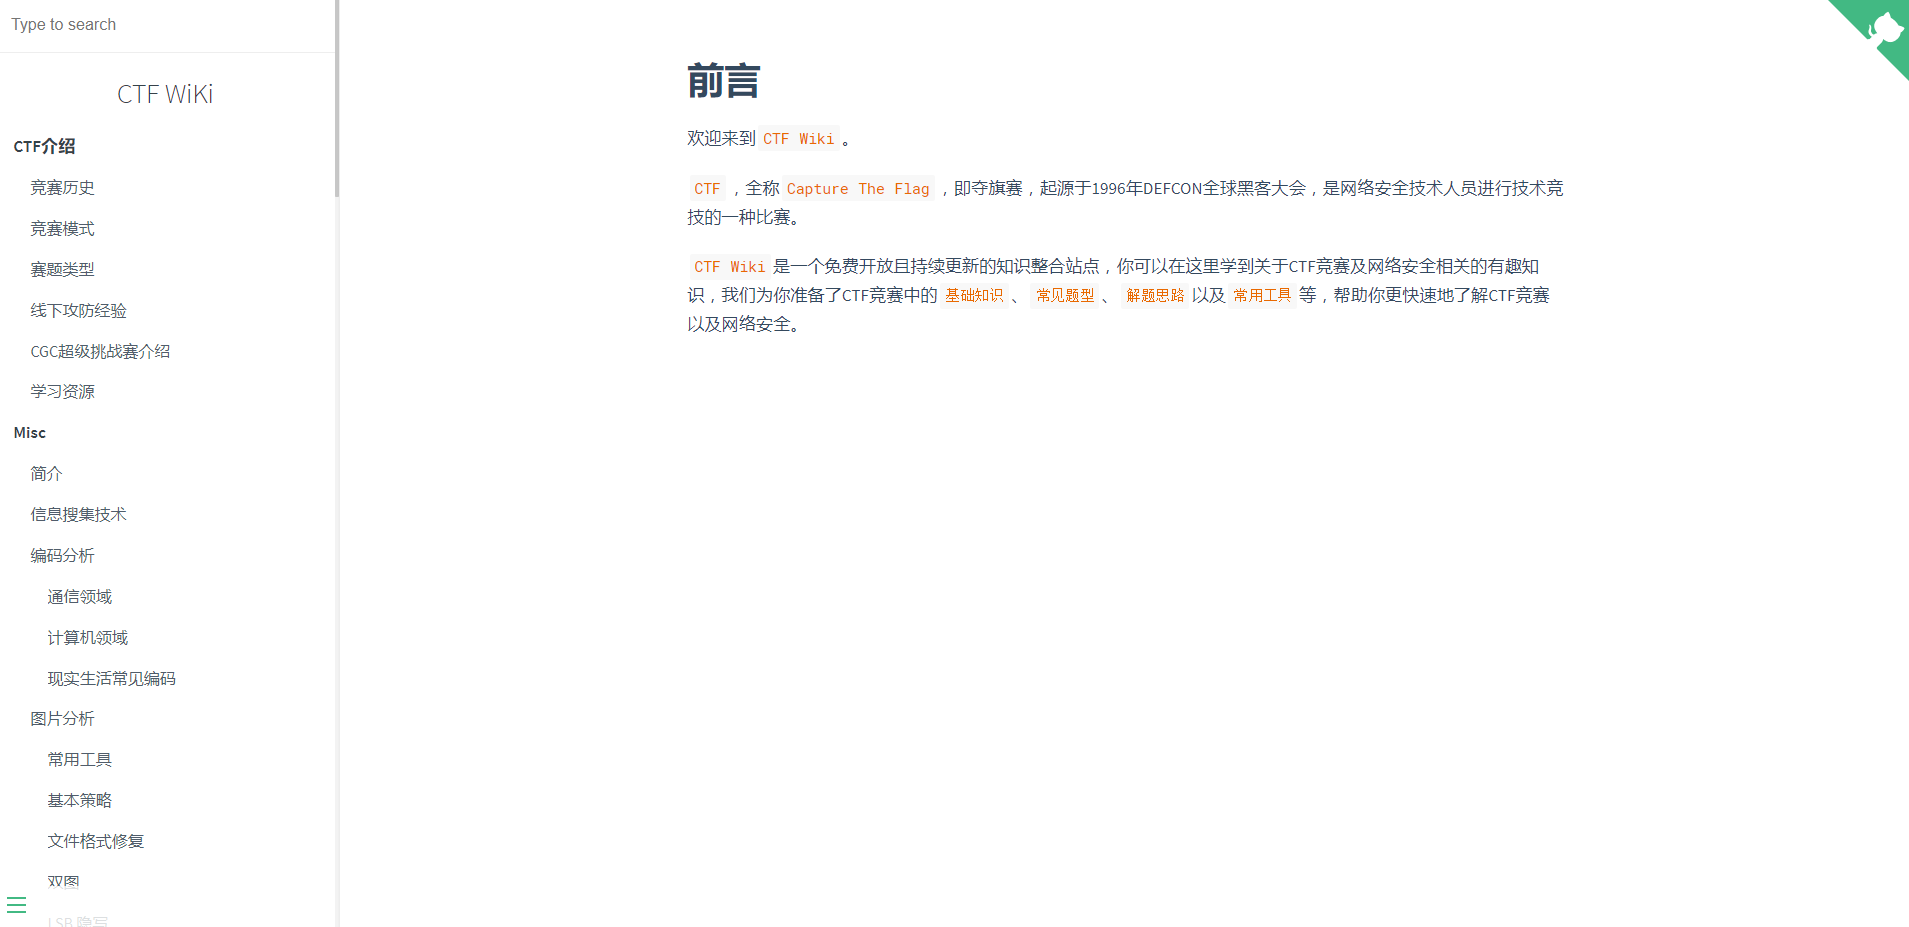 Type to search
CTF WiKi
CTF介绍
竞赛历史
竞赛模式
赛题类型
线下攻防经验
CGC超级挑战赛介绍
学习资源
Misc
简介
信息搜集技术
编码分析
通信领域
计算机领域
现实生活常见编码
图片分析
常用工具
基本策略
文件格式修复
双图
LSB 隐写
前言
欢迎来到 CTF Wiki 。
CTF ，全称 Capture The Flag ，即夺旗赛，起源于1996年DEFCON全球黑客大会，是网络安全技术人员进行技术竞
技的一种比赛。
CTF Wiki 是一个免费开放且持续更新的知识整合站点，你可以在这里学到关于CTF竞赛及网络安全相关的有趣知
识，我们为你准备了CTF竞赛中的 基础知识 、 常见题型 、 解题思路 以及 常用工具 等，帮助你更快速地了解CTF竞赛
以及网络安全。